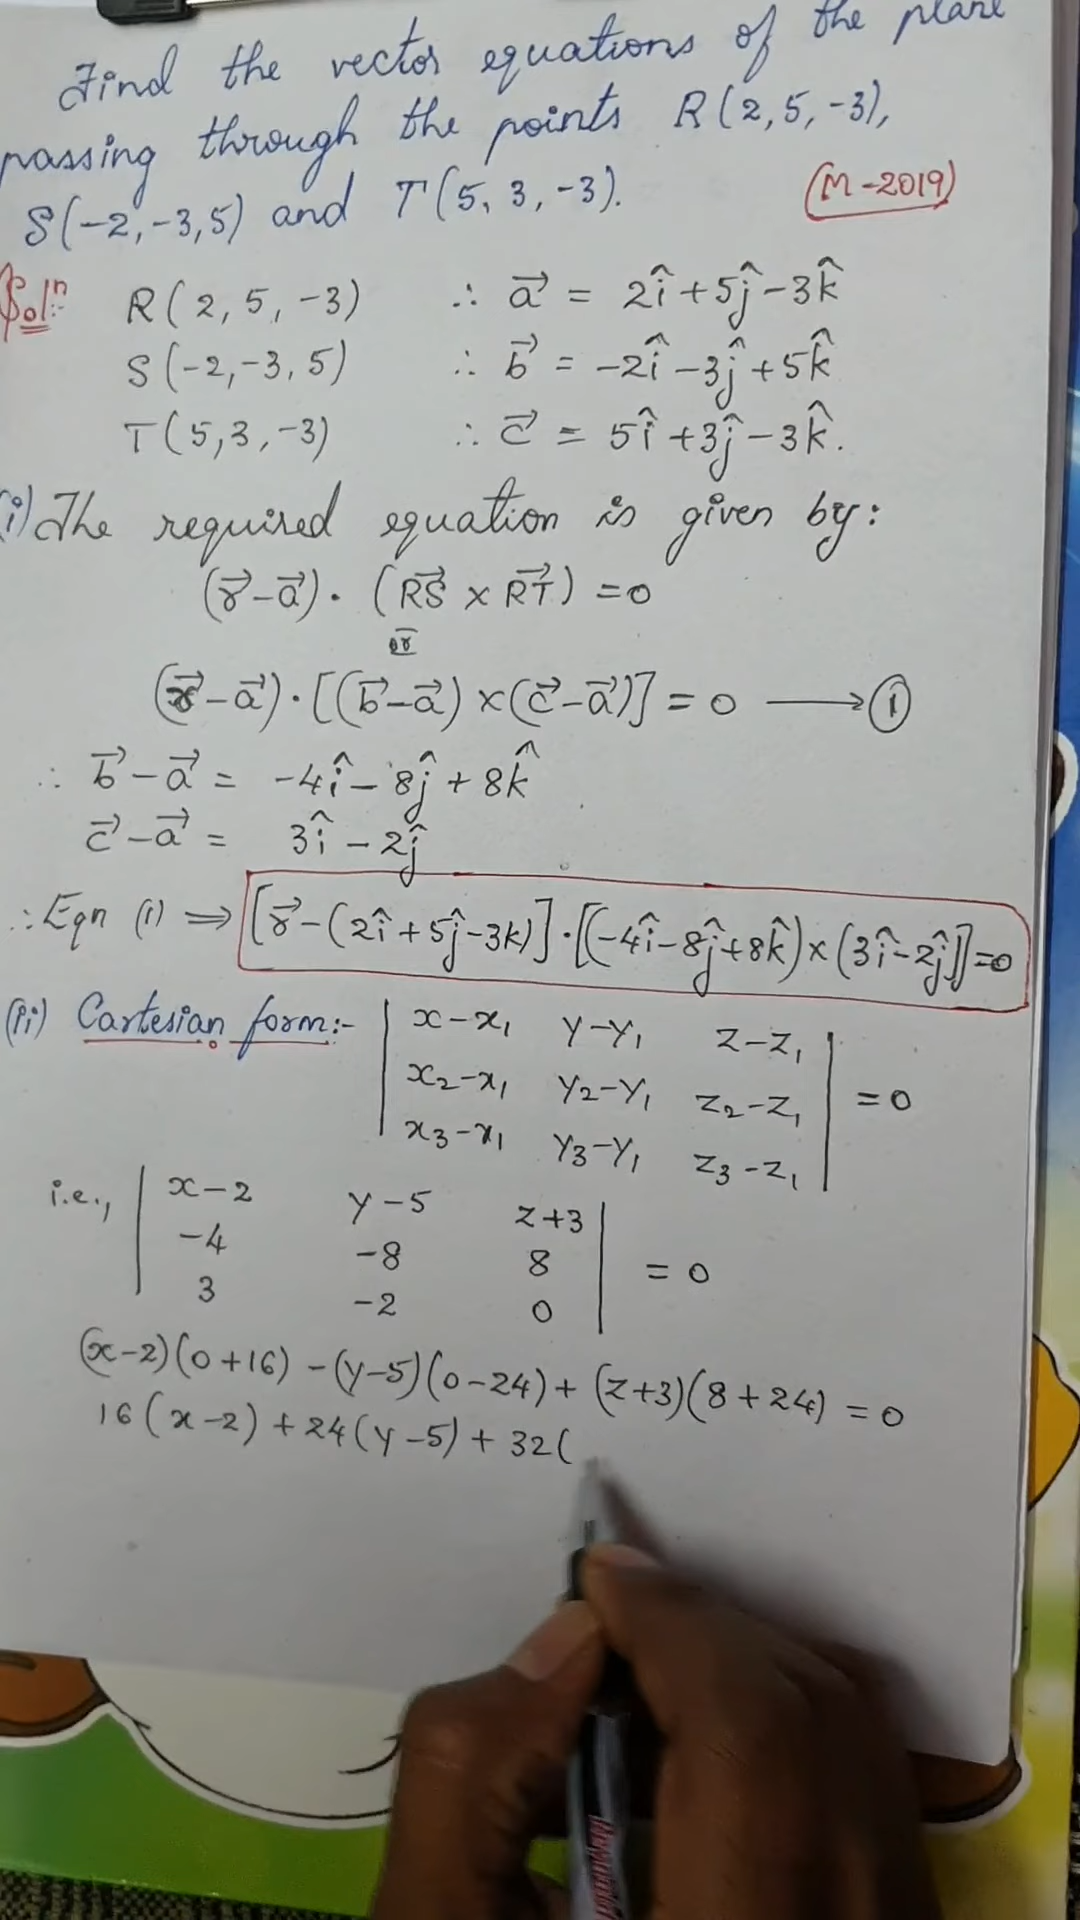 Find the vector equations of the plane
passing through the points R(2, 5, -3),
S(-2, -3, 5) and T(5, 3, -3).
(M-2019)
Solⁿ:-
R(2, 5, -3) ∴ a⃗ = 2î + 5ĵ - 3k̂
S(-2, -3, 5) ∴ b⃗ = -2î - 3ĵ + 5k̂
T(5, 3, -3) ∴ c⃗ = 5î + 3ĵ - 3k̂.
(i) The required equation is given by:
(r⃗ - a⃗) · (RS⃗ × RT⃗) = 0
or
(r⃗ - a⃗) · [(b⃗ - a⃗) × (c⃗ - a⃗)] = 0 ⟶ ①
∴ b⃗ - a⃗ = -4î - 8ĵ + 8k̂
c⃗ - a⃗ = 3î - 2ĵ
∴ Eqn (1) ⟹ [r⃗ - (2î + 5ĵ - 3k)] · [(-4î - 8ĵ + 8k̂) × (3î - 2ĵ)] = 0
(ii) Cartesian form:- | x-x₁ y-y₁ z-z₁ |
| x₂-x₁ y₂-y₁ z₂-z₁ | = 0
| x₃-x₁ y₃-y₁ z₃-z₁ |
i.e., | x-2 y-5 z+3 |
| -4 -8 8 | = 0
| 3 -2 0 |
(x-2)(0+16) - (y-5)(0-24) + (z+3)(8+24) = 0
16(x-2) + 24(y-5) + 32(